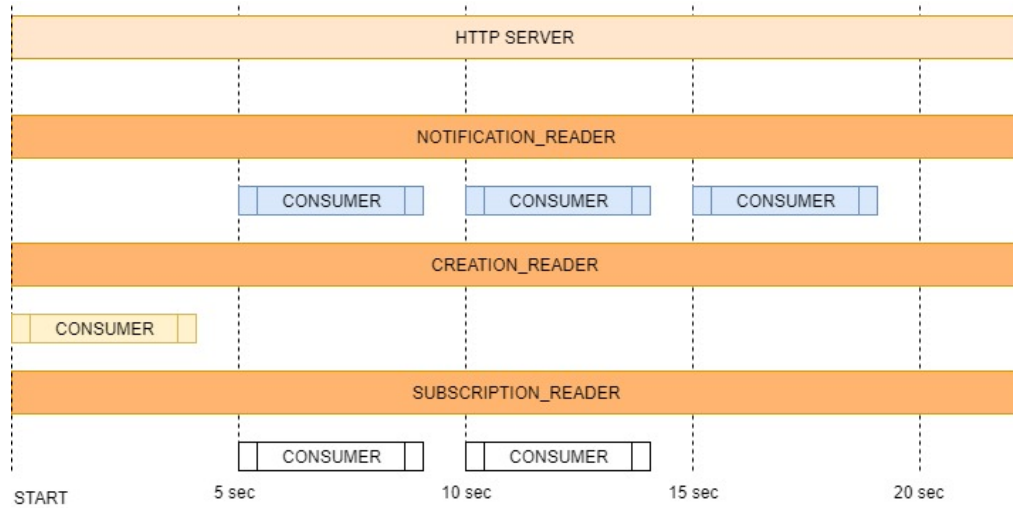 HTTP SERVER
NOTIFICATION_READER
CONSUMER CONSUMER CONSUMER
CREATION_READER
CONSUMER
SUBSCRIPTION_READER
CONSUMER CONSUMER
START 5 sec 10 sec 15 sec 20 sec